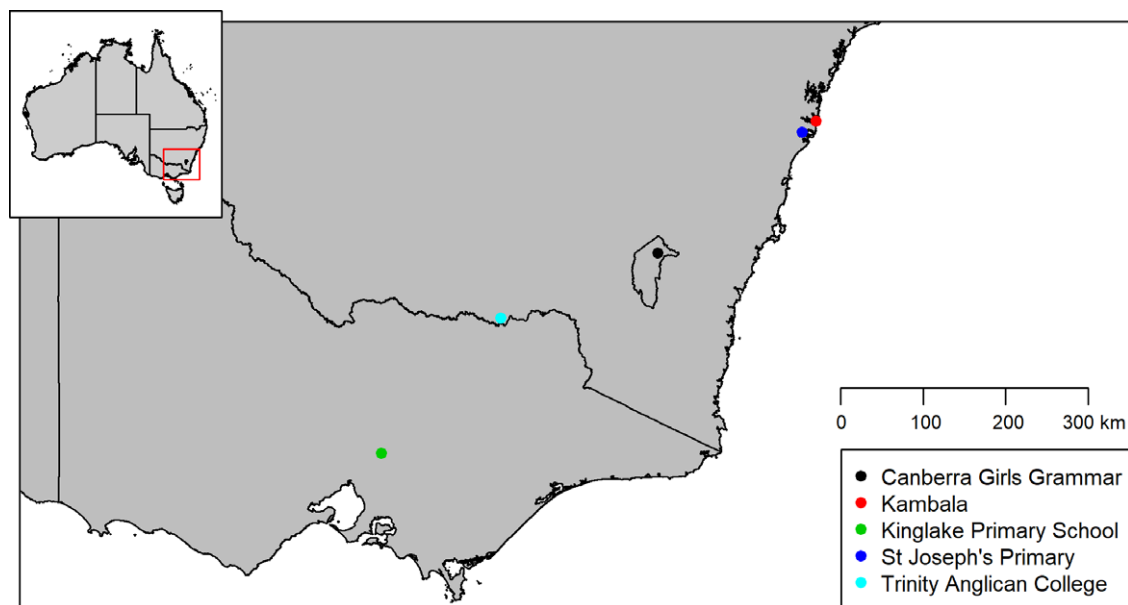 0 100 200 300 km
Canberra Girls Grammar
Kambala
Kinglake Primary School
St Joseph's Primary
Trinity Anglican College